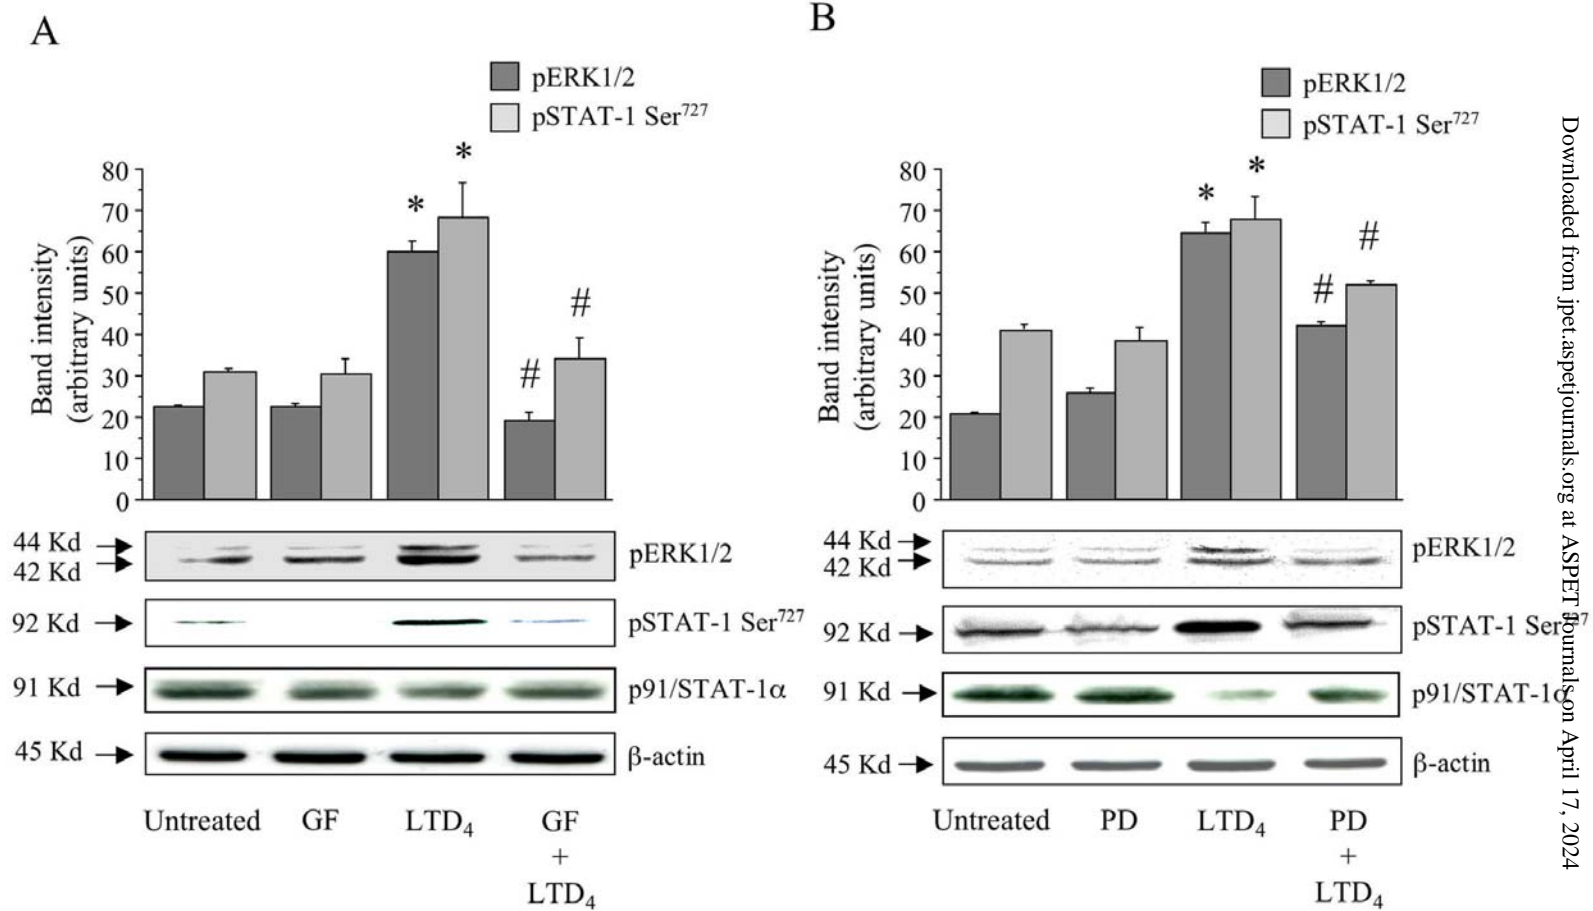 A
pERK1/2
pSTAT-1 Ser727
*
*
80
70
60
50
40
30
20
10
0
Band intensity
(arbitrary units)
#
#
44 Kd
42 Kd
pERK1/2
92 Kd
pSTAT-1 Ser727
91 Kd
p91/STAT-1α
45 Kd
β-actin
Untreated GF LTD4 GF
+
LTD4
B
pERK1/2
pSTAT-1 Ser727
*
*
80
70
60
50
40
30
20
10
0
Band intensity
(arbitrary units)
#
#
44 Kd
42 Kd
pERK1/2
92 Kd
pSTAT-1 Ser727
91 Kd
p91/STAT-1α
45 Kd
β-actin
Untreated PD LTD4 PD
+
LTD4
Downloaded from jpet.aspetjournals.org at ASPET Journals on April 17, 2024